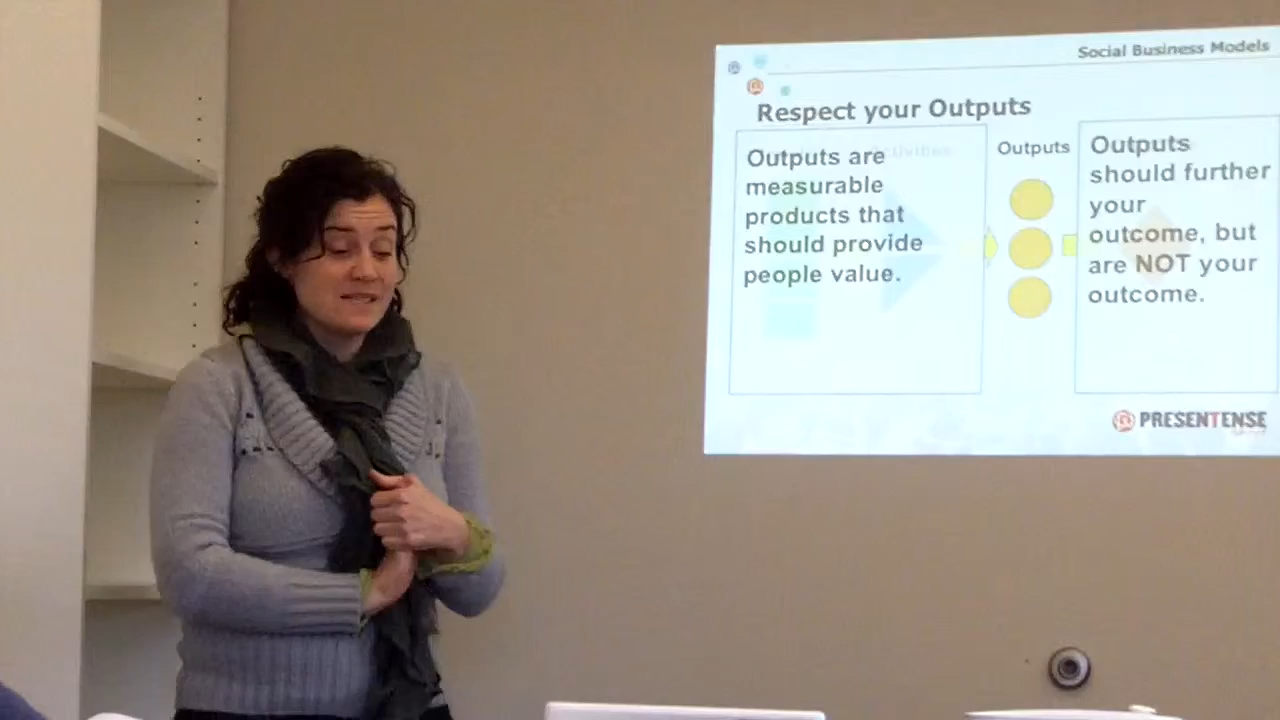 Social Business Models
Respect your Outputs
Outputs are
measurable
products that
should provide
people value.
Activities
Outputs
Outputs
should further
your
outcome, but
are NOT your
outcome.
PRESENTENSE